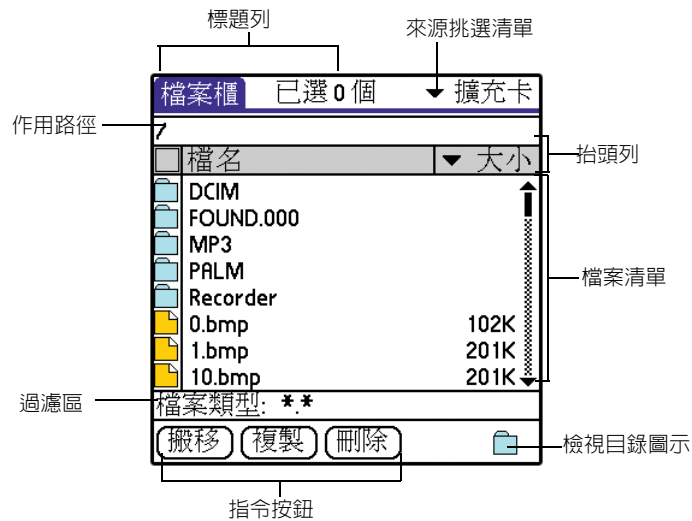 標題列
來源挑選清單
檔案櫃 已選 0 個 擴充卡
作用路徑
/
抬頭列
檔名 大小
DCIM
FOUND.000
MP3
PALM
檔案清單
Recorder
0.bmp 102K
1.bmp 201K
10.bmp 201K
過濾區
檔案類型: *.*
搬移 複製 刪除
檢視目錄圖示
指令按鈕